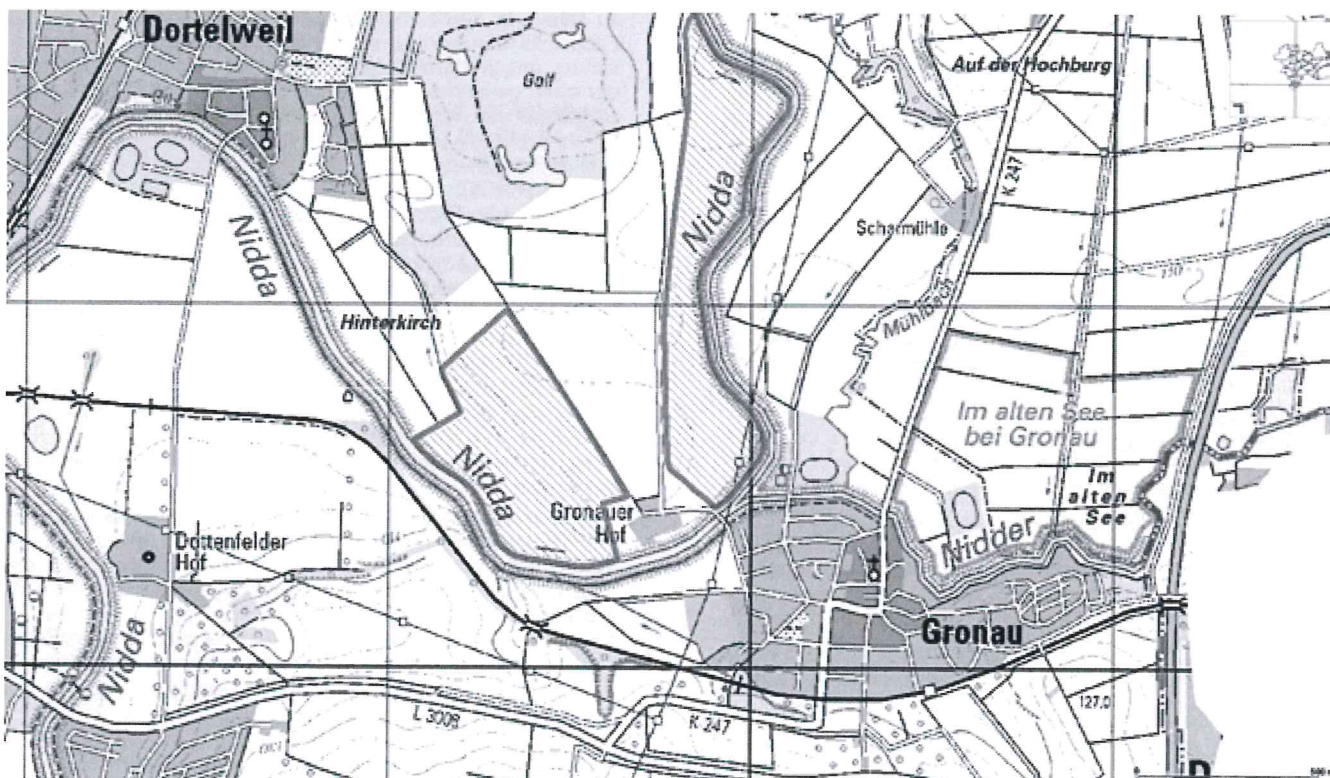 Dortelweil
Golf
Auf der Hochburg
K 247
Nidda
Nidda
Scharmühle
Mühlbach
Hinterkirch
Im alten See
bei Gronau
Im
alten
See
Nidda
Gronauer
Hof
Nidder
Dottenfelder
Hof
Gronau
Nidda
L 3008
K 247
127.0